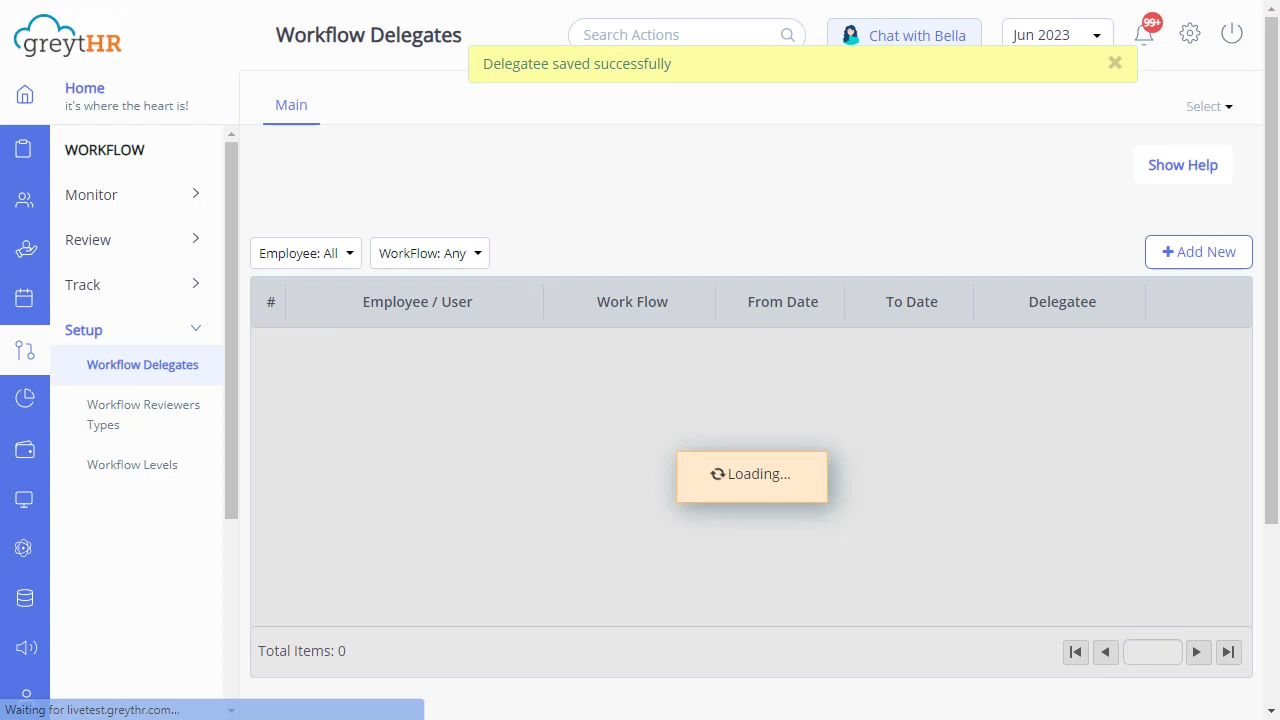 greytHR
Workflow Delegates
Search Actions
Chat with Bella
Jun 2023
99+
Delegatee saved successfully
Home
it's where the heart is!
Main
Select
WORKFLOW
Monitor
Review
Track
Setup
Workflow Delegates
Workflow Reviewers
Types
Workflow Levels
Show Help
Employee: All
WorkFlow: Any
Add New
# Employee / User Work Flow From Date To Date Delegatee
Loading...
Total Items: 0
Waiting for livetest.greythr.com...